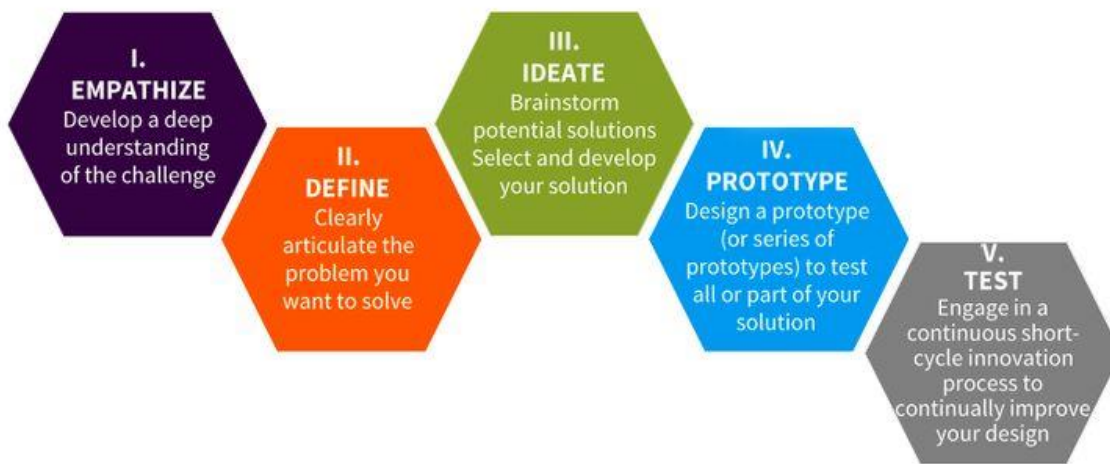 I.
EMPATHIZE
Develop a deep
understanding
of the challenge
II.
DEFINE
Clearly
articulate the
problem you
want to solve
III.
IDEATE
Brainstorm
potential solutions
Select and develop
your solution
IV.
PROTOTYPE
Design a prototype
(or series of
prototypes) to test
all or part of your
solution
V.
TEST
Engage in a
continuous short-
cycle innovation
process to
continually improve
your design